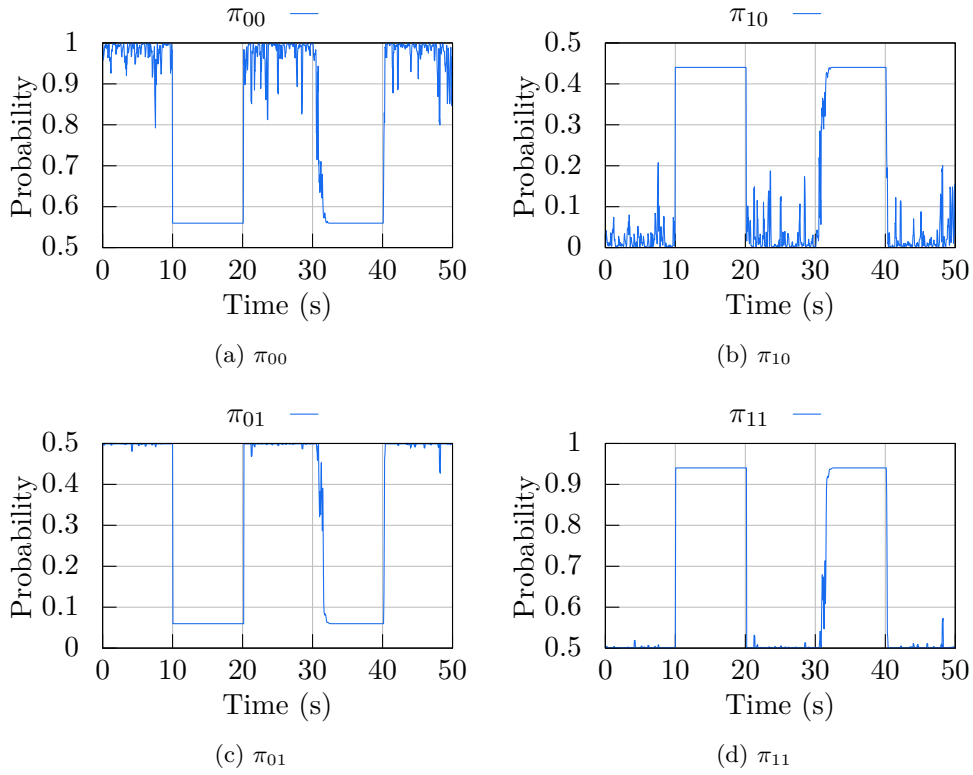 π₀₀
Probability
1
0.9
0.8
0.7
0.6
0.5
0 10 20 30 40 50
Time (s)
(a) π₀₀
π₁₀
Probability
0.5
0.4
0.3
0.2
0.1
0
0 10 20 30 40 50
Time (s)
(b) π₁₀
π₀₁
Probability
0.5
0.4
0.3
0.2
0.1
0
0 10 20 30 40 50
Time (s)
(c) π₀₁
π₁₁
Probability
1
0.9
0.8
0.7
0.6
0.5
0 10 20 30 40 50
Time (s)
(d) π₁₁